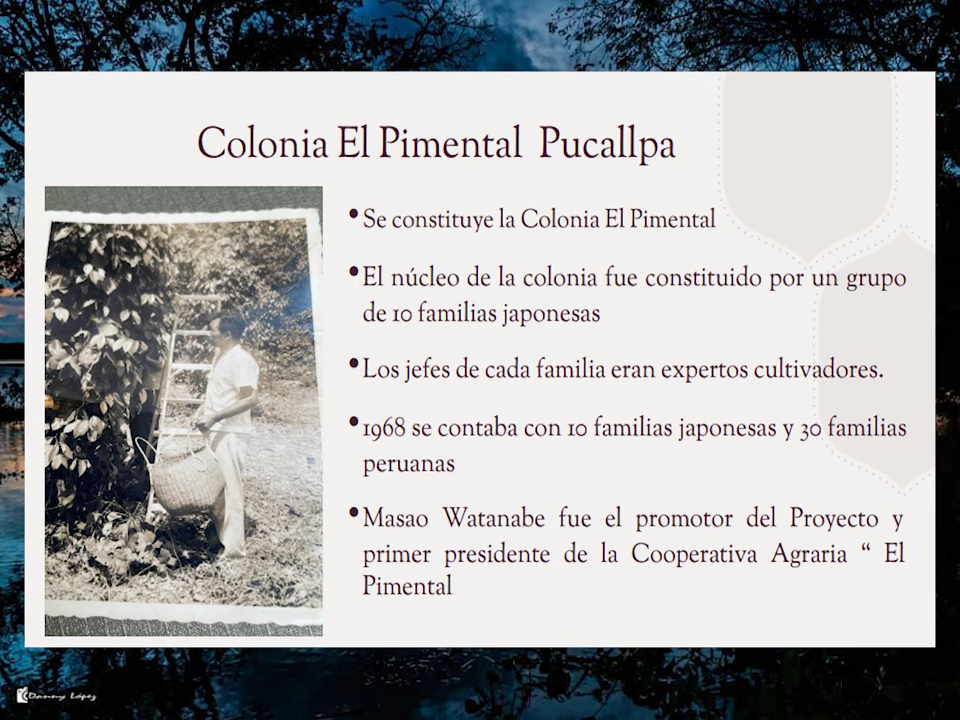 Colonia El Pimental Pucallpa
•Se constituye la Colonia El Pimental
•El núcleo de la colonia fue constituido por un grupo
de 10 familias japonesas
•Los jefes de cada familia eran expertos cultivadores.
•1968 se contaba con 10 familias japonesas y 30 familias
peruanas
•Masao Watanabe fue el promotor del Proyecto y
primer presidente de la Cooperativa Agraria “ El
Pimental
Danny López